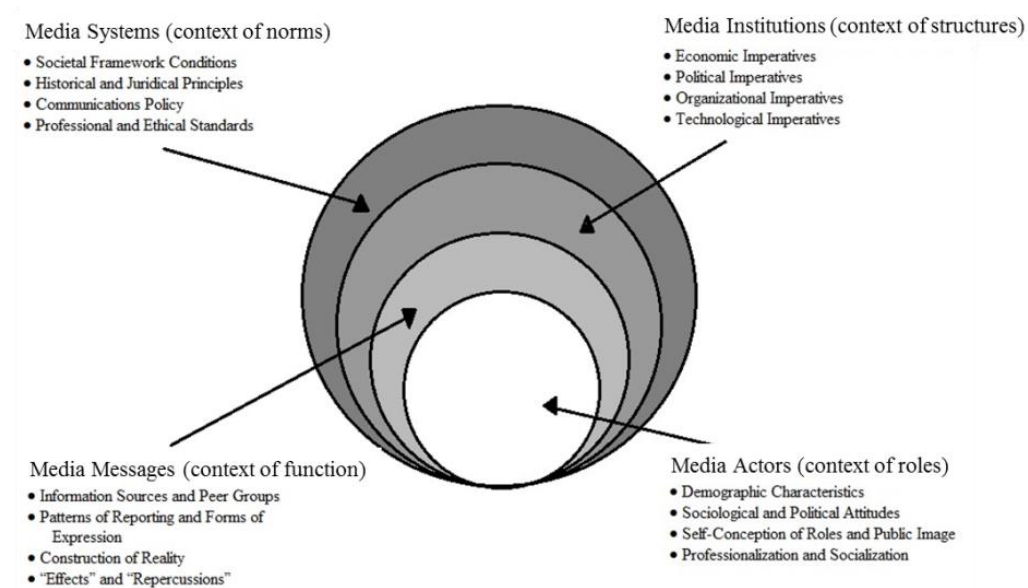 Media Systems (context of norms)
• Societal Framework Conditions
• Historical and Juridical Principles
• Communications Policy
• Professional and Ethical Standards
Media Institutions (context of structures)
• Economic Imperatives
• Political Imperatives
• Organizational Imperatives
• Technological Imperatives
Media Messages (context of function)
• Information Sources and Peer Groups
• Patterns of Reporting and Forms of
Expression
• Construction of Reality
• “Effects” and “Repercussions”
Media Actors (context of roles)
• Demographic Characteristics
• Sociological and Political Attitudes
• Self-Conception of Roles and Public Image
• Professionalization and Socialization